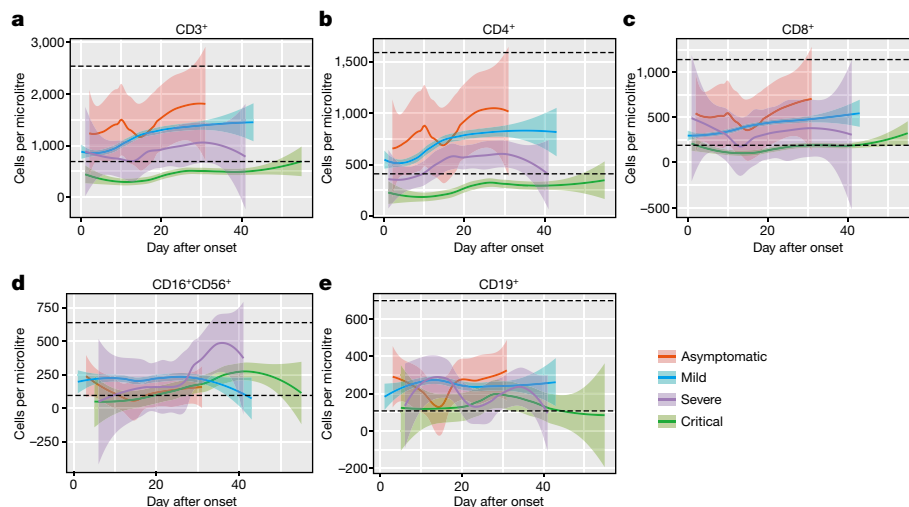 a
CD3+
Cells per microlitre
3,000
2,000
1,000
0
0 20 40
Day after onset
b
CD4+
Cells per microlitre
1,500
1,000
500
0
0 20 40
Day after onset
c
CD8+
Cells per microlitre
1,000
500
0
−500
0 20 40
Day after onset
d
CD16+CD56+
Cells per microlitre
750
500
250
0
−250
0 20 40
Day after onset
e
CD19+
Cells per microlitre
600
400
200
0
−200
0 20 40
Day after onset
Asymptomatic
Mild
Severe
Critical